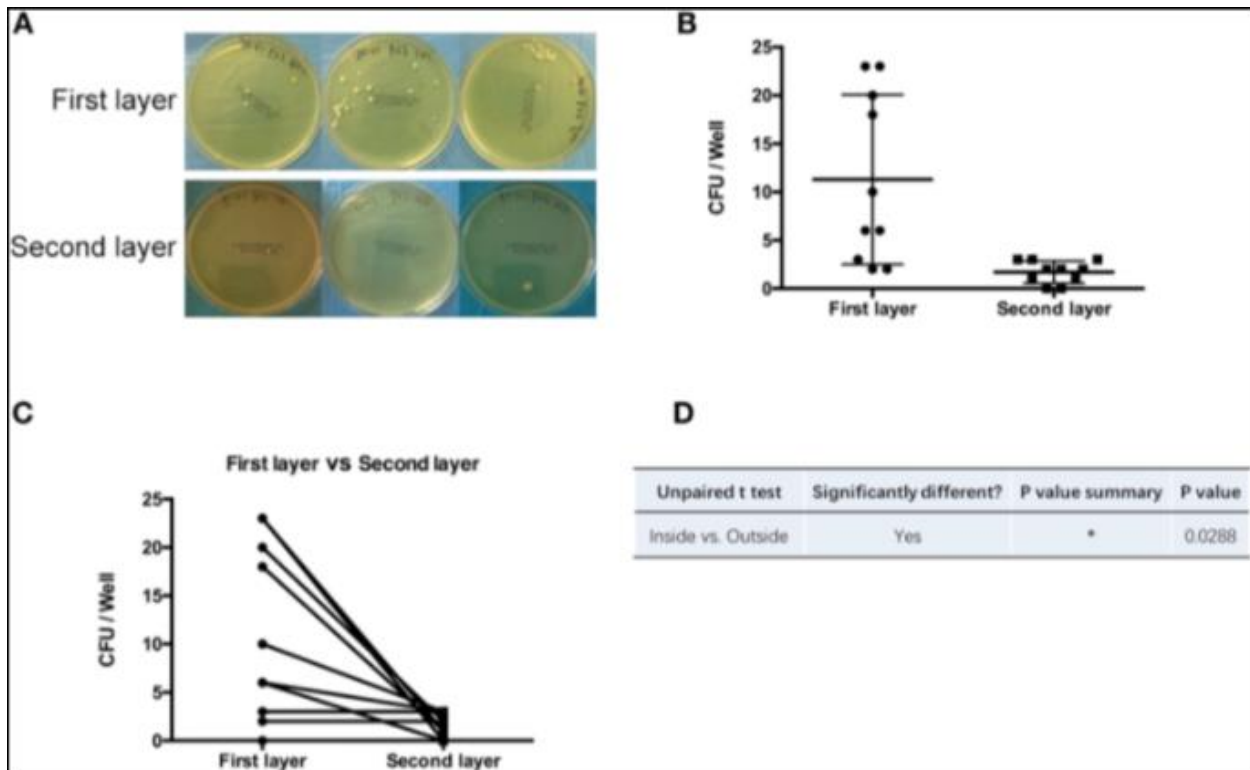 A
First layer
Second layer
B
CFU / Well
25
20
15
10
5
0
First layer
Second layer
C
First layer vs Second layer
CFU / Well
25
20
15
10
5
0
First layer
Second layer
D
Unpaired t test Significantly different? P value summary P value
Inside vs. Outside Yes * 0.0288